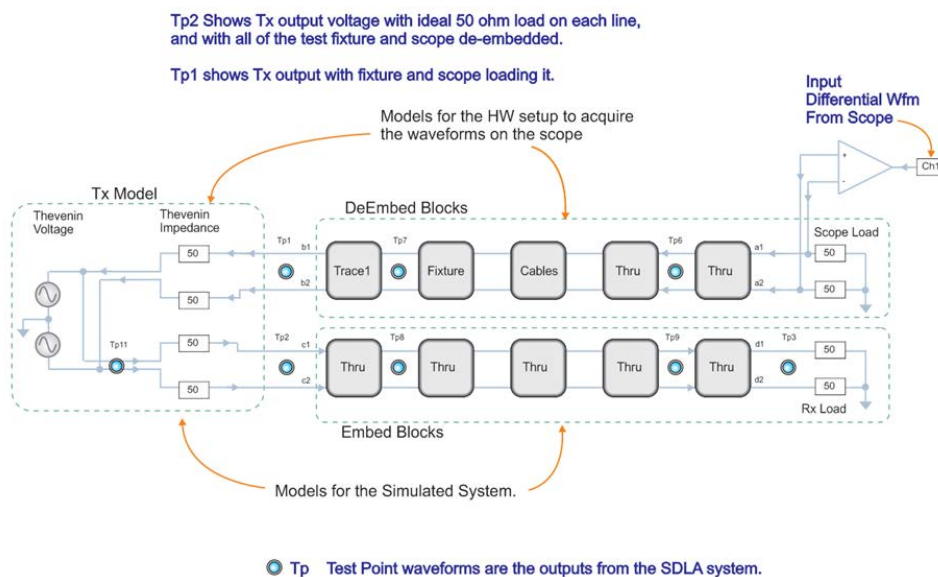 Tp2 Shows Tx output voltage with ideal 50 ohm load on each line,
and with all of the test fixture and scope de-embedded.
Tp1 shows Tx output with fixture and scope loading it.
Input
Differential Wfm
From Scope
Models for the HW setup to acquire
the waveforms on the scope
+
-
Ch1
Tx Model
DeEmbed Blocks
Thevenin
Voltage
Thevenin
Impedance
Scope Load
50
Tp1
b1
Trace1
Tp7
Fixture
Cables
Thru
Tp6
Thru
a1
50
50
b2
a2
50
Tp11
50
Tp2
c1
Thru
Tp8
Thru
Thru
Thru
Tp9
Thru
d1
Tp3
50
50
c2
d2
50
Rx Load
Embed Blocks
Models for the Simulated System.
Tp Test Point waveforms are the outputs from the SDLA system.